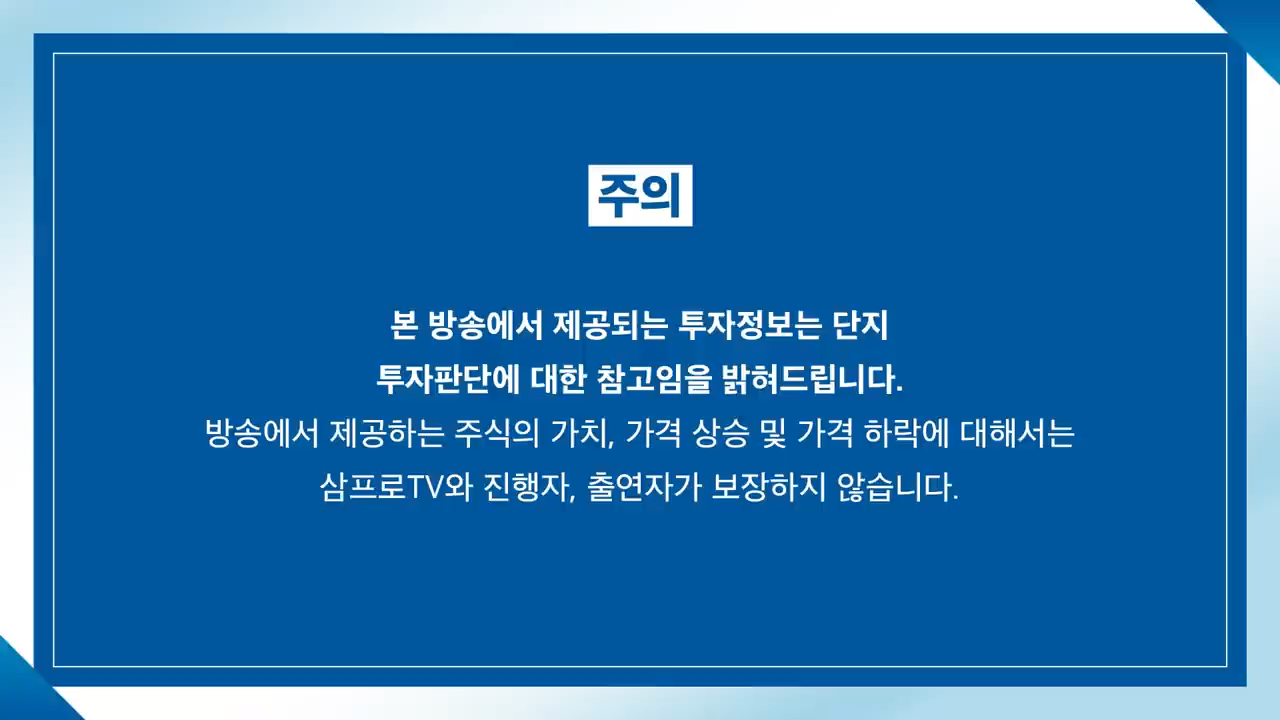 주의
본 방송에서 제공되는 투자정보는 단지
투자판단에 대한 참고임을 밝혀드립니다.
방송에서 제공하는 주식의 가치, 가격 상승 및 가격 하락에 대해서는
삼프로TV와 진행자, 출연자가 보장하지 않습니다.